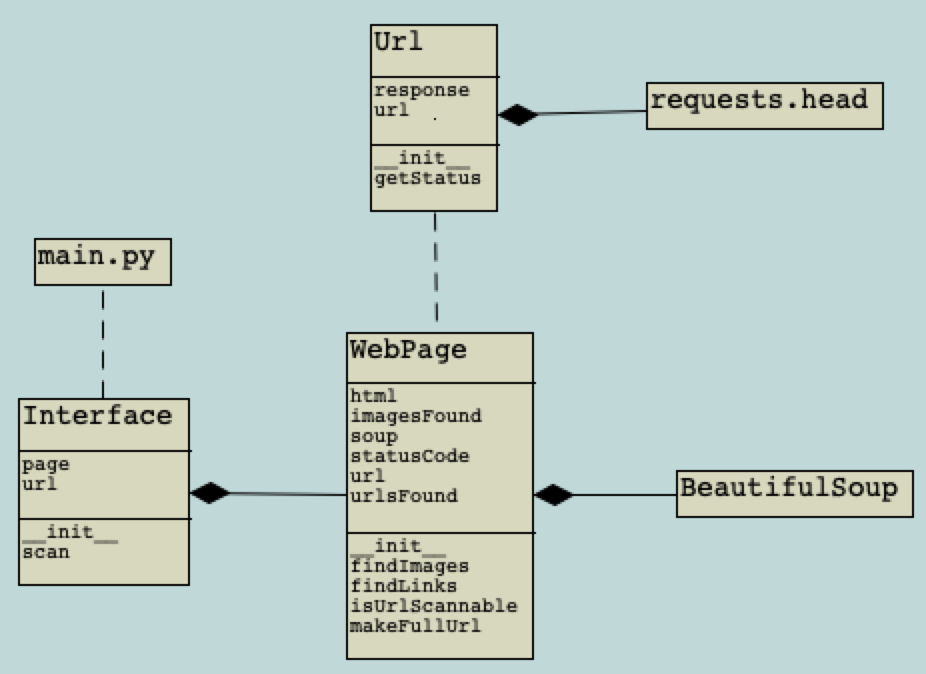 Url
response
url
__init__
getStatus
requests.head
main.py
Interface
page
url
__init__
scan
WebPage
html
imagesFound
soup
statusCode
url
urlsFound
__init__
findImages
findLinks
isUrlScannable
makeFullUrl
BeautifulSoup